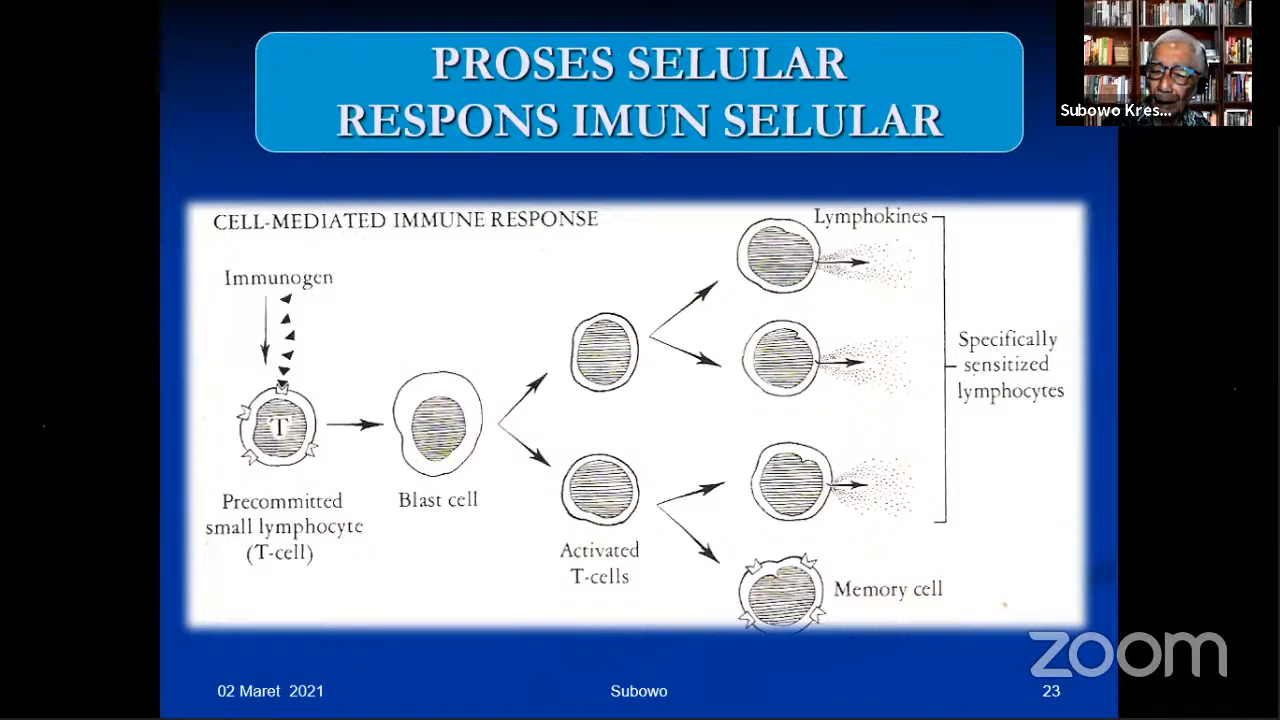 PROSES SELULAR
RESPONS IMUN SELULAR
Subowo Kres...
CELL-MEDIATED IMMUNE RESPONSE
Lymphokines
Immunogen
Specifically
sensitized
lymphocytes
T
Precommitted
small lymphocyte
(T-cell)
Blast cell
Activated
T-cells
Memory cell
zoom
02 Maret 2021
Subowo
23